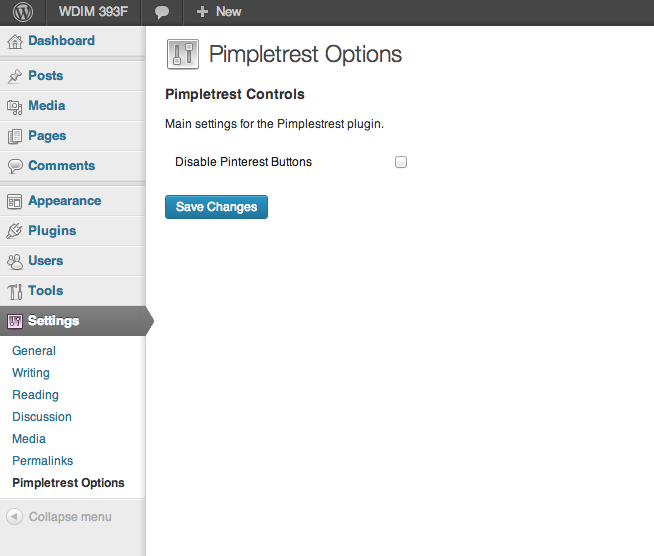 WDIM 393F + New
Dashboard
Posts
Media
Pages
Comments
Appearance
Plugins
Users
Tools
Settings
General
Writing
Reading
Discussion
Media
Permalinks
Pimpletrest Options
Collapse menu
Pimpletrest Options
Pimpletrest Controls
Main settings for the Pimplestrest plugin.
Disable Pinterest Buttons
Save Changes